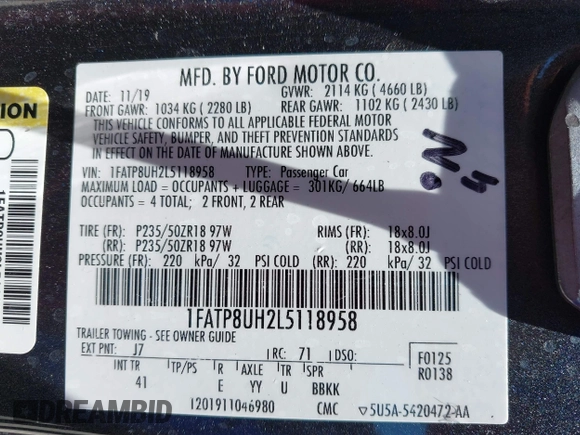 MFD. BY FORD MOTOR CO.
DATE: 11/19 GVWR: 2114 KG ( 4660 LB)
FRONT GAWR: 1034 KG ( 2280 LB) REAR GAWR: 1102 KG ( 2430 LB)
THIS VEHICLE CONFORMS TO ALL APPLICABLE FEDERAL MOTOR
VEHICLE SAFETY, BUMPER, AND THEFT PREVENTION STANDARDS
IN EFFECT ON THE DATE OF MANUFACTURE SHOWN ABOVE.
VIN: 1FATP8UH2L5118958 TYPE: Passenger Car
MAXIMUM LOAD = OCCUPANTS + LUGGAGE = 301KG/ 664LB
OCCUPANTS = 4 TOTAL; 2 FRONT, 2 REAR
TIRE (FR): P235/50ZR18 97W RIMS (FR): 18x8.0J
(RR): P235/50ZR18 97W (RR): 18x8.0J
PRESSURE (FR): 220 kPa/ 32 PSI COLD (RR): 220 kPa/ 32 PSI COLD
1FATP8UH2L5118958
TRAILER TOWING - SEE OWNER GUIDE
EXT PNT: J7 RC: 71 DSO: F0125
INT TR TP/PS R AXLE TR SPR R0138
41 E YY U BBKK
I201911046980 CMC ▽5U5A-5420472-AA
DREAMBID